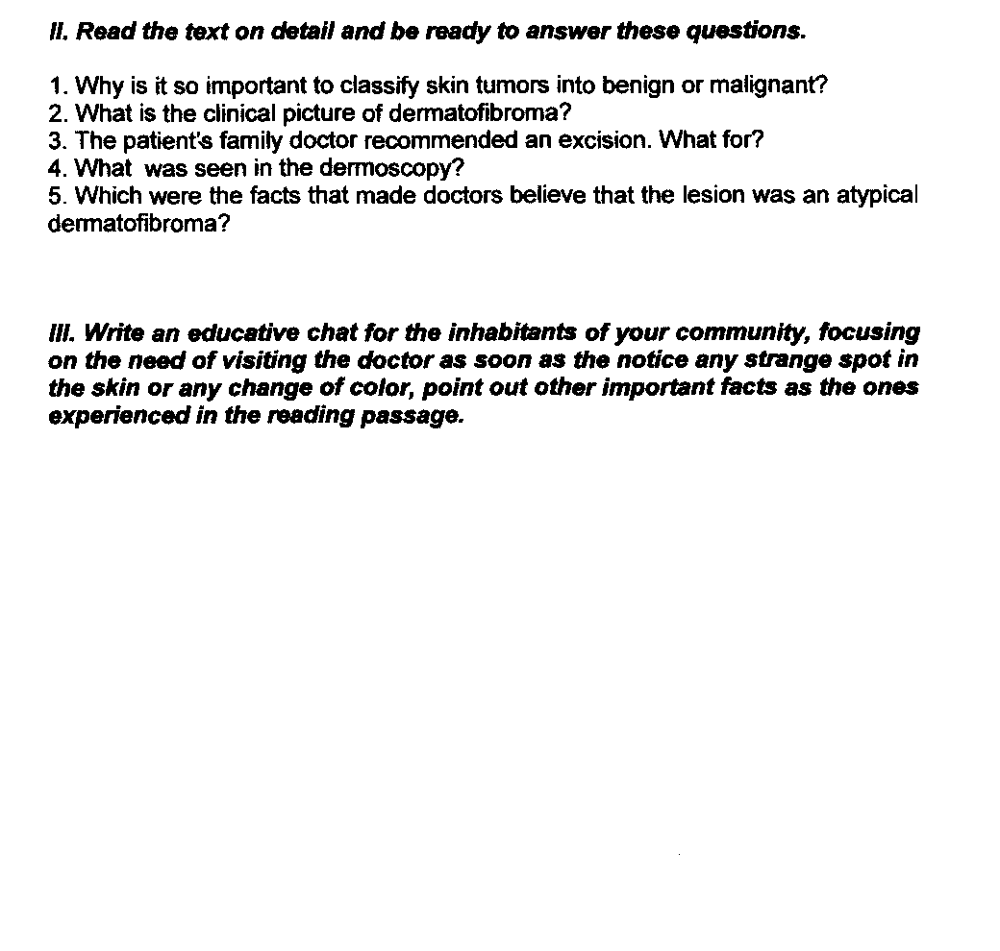 II. Read the text on detail and be ready to answer these questions.
1. Why is it so important to classify skin tumors into benign or malignant?
2. What is the clinical picture of dermatofibroma?
3. The patient's family doctor recommended an excision. What for?
4. What was seen in the dermoscopy?
5. Which were the facts that made doctors believe that the lesion was an atypical
dermatofibroma?
III. Write an educative chat for the inhabitants of your community, focusing
on the need of visiting the doctor as soon as the notice any strange spot in
the skin or any change of color, point out other important facts as the ones
experienced in the reading passage.